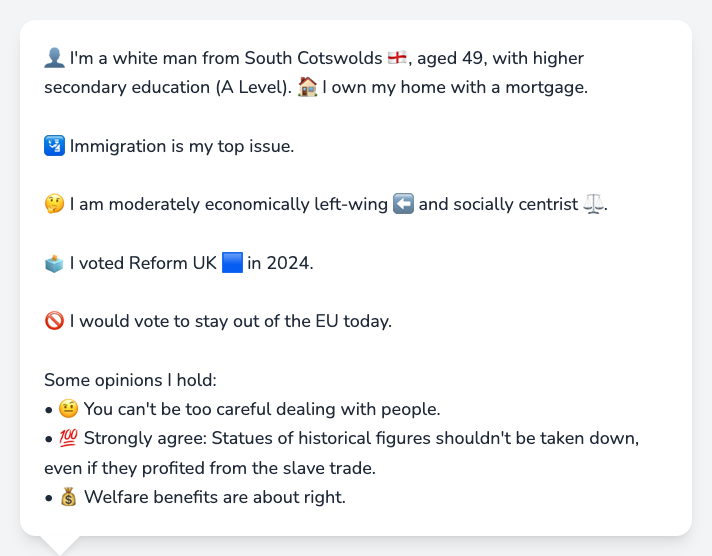 👤 I'm a white man from South Cotswolds 🏴󠁧󠁢󠁥󠁮󠁧󠁿, aged 49, with higher
secondary education (A Level). 🏠 I own my home with a mortgage.
🛂 Immigration is my top issue.
🤔 I am moderately economically left-wing ⬅️ and socially centrist ⚖️.
🗳️ I voted Reform UK 🟦 in 2024.
🚫 I would vote to stay out of the EU today.
Some opinions I hold:
• 🤨 You can't be too careful dealing with people.
• 💯 Strongly agree: Statues of historical figures shouldn't be taken down,
even if they profited from the slave trade.
• 💰 Welfare benefits are about right.